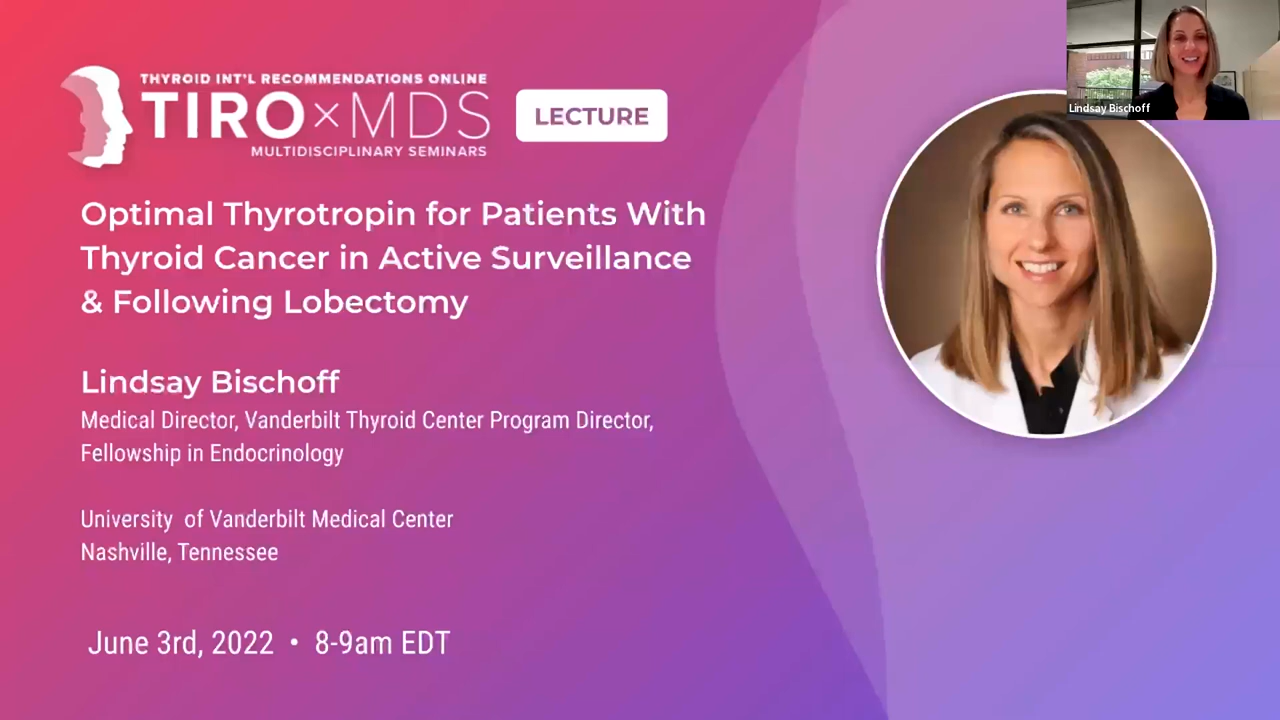 THYROID INT'L RECOMMENDATIONS ONLINE
TIRO×MDS
MULTIDISCIPLINARY SEMINARS
LECTURE
Lindsay Bischoff
Optimal Thyrotropin for Patients With
Thyroid Cancer in Active Surveillance
& Following Lobectomy
Lindsay Bischoff
Medical Director, Vanderbilt Thyroid Center Program Director,
Fellowship in Endocrinology
University of Vanderbilt Medical Center
Nashville, Tennessee
June 3rd, 2022 • 8-9am EDT